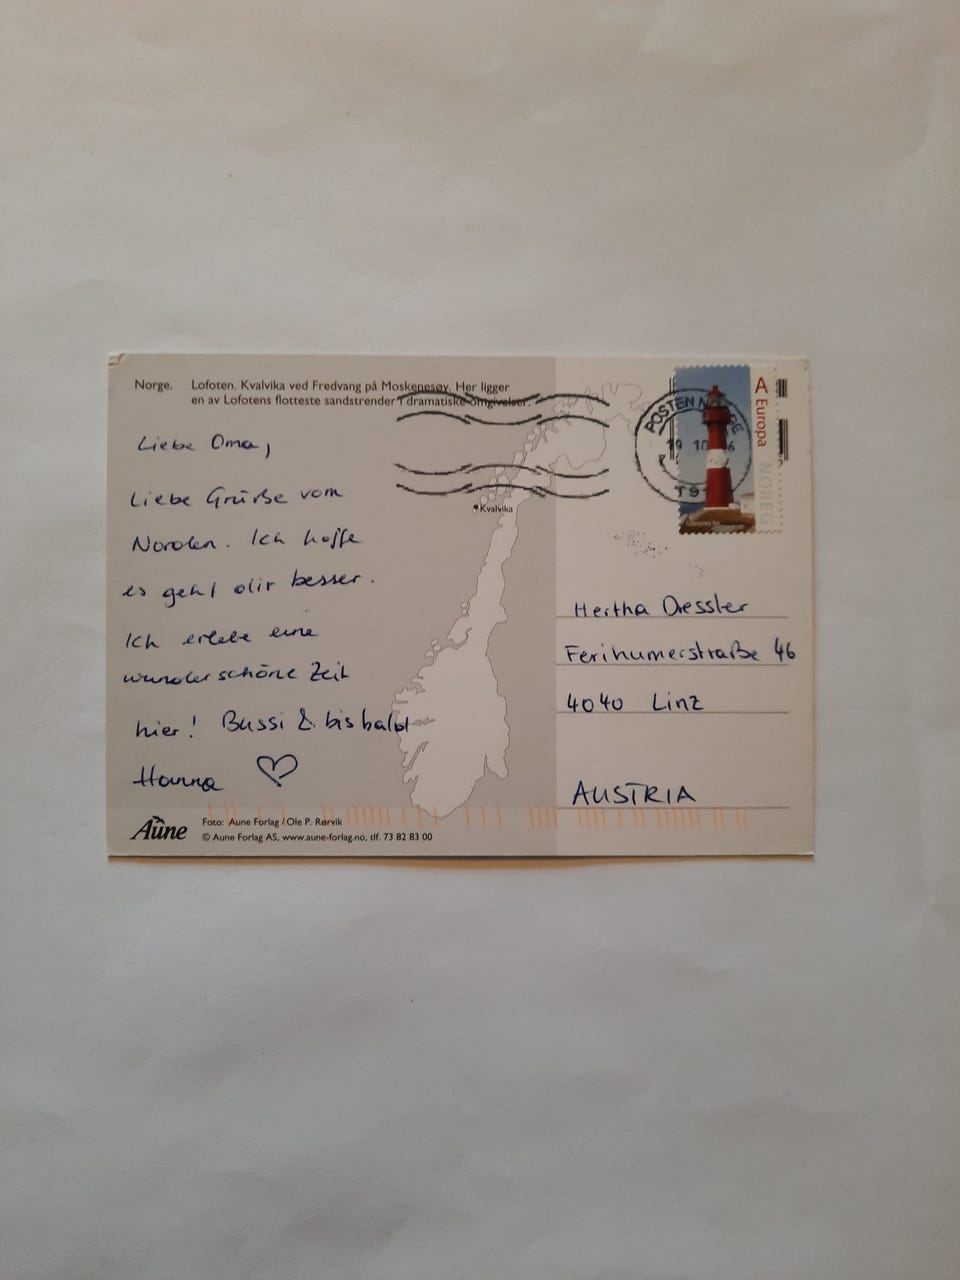 Norge. Lofoten. Kvalvika ved Fredvang på Moskenesøy. Her ligger
en av Lofotens flotteste sandstrender i dramatiske omgivelser.
Liebe Oma,
Liebe Grüße vom
Norden. Ich hoffe
es geht dir besser.
Ich erlebe eine
wunderschöne Zeit
hier! Bussi & bis bald
Hanna
Kvalvika
Aune
Foto: Aune Forlag / Ole P. Rørvik
© Aune Forlag AS, www.aune-forlag.no, tlf. 73 82 83 00
POSTEN NORGE
19 10
A Europa
NOREG
Hertha Dressler
Ferihumerstraße 46
4040 Linz
AUSTRIA